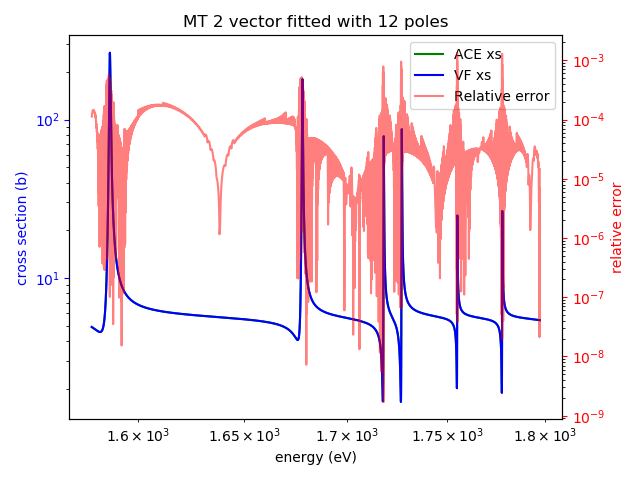 MT 2 vector fitted with 12 poles
ACE xs
VF xs
Relative error
10²
10¹
cross section (b)
10⁻³
10⁻⁴
10⁻⁵
10⁻⁶
10⁻⁷
10⁻⁸
10⁻⁹
relative error
1.6 × 10³
1.65 × 10³
1.7 × 10³
1.75 × 10³
1.8 × 10³
energy (eV)